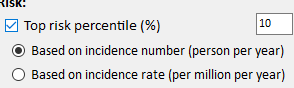 Risk:
Top risk percentile (%) 10
Based on incidence number (person per year)
Based on incidence rate (per million per year)